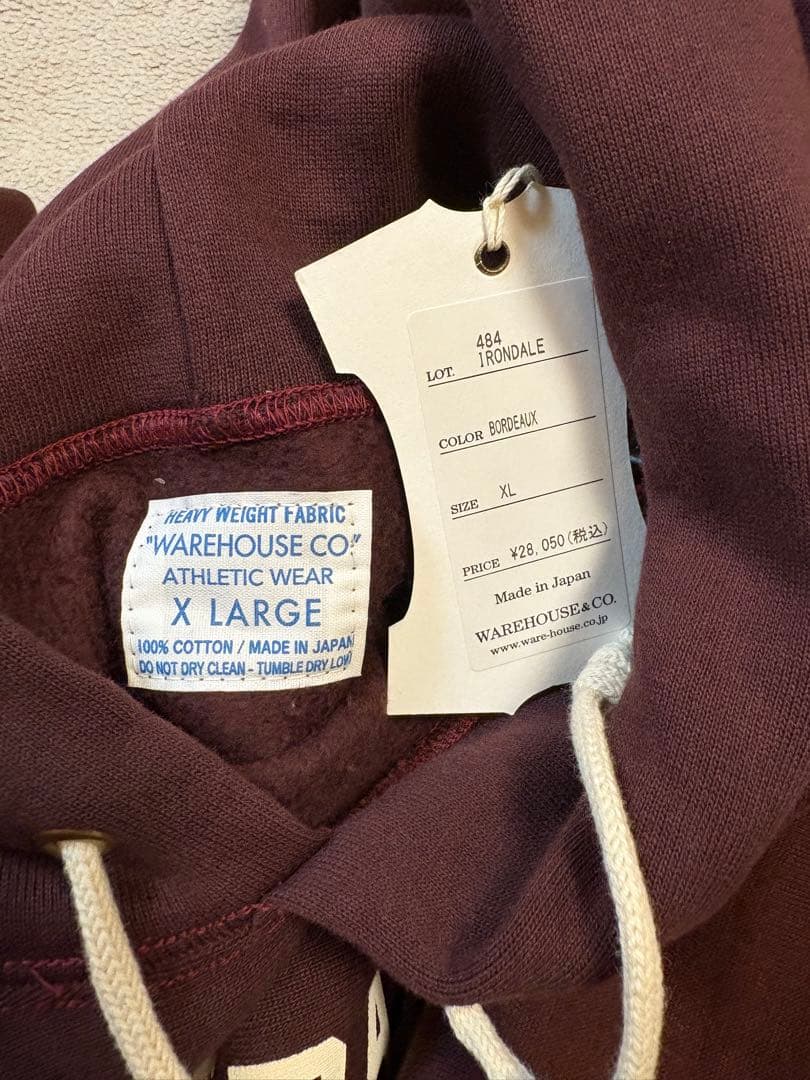 HEAVY WEIGHT FABRIC
"WAREHOUSE CO."
ATHLETIC WEAR
X LARGE
100% COTTON / MADE IN JAPAN
DO NOT DRY CLEAN - TUMBLE DRY LOW
484
LOT. IRONDALE
COLOR BORDEAUX
SIZE XL
PRICE ¥28,050(税込)
Made in Japan
WAREHOUSE & CO.
www.ware-house.co.jp